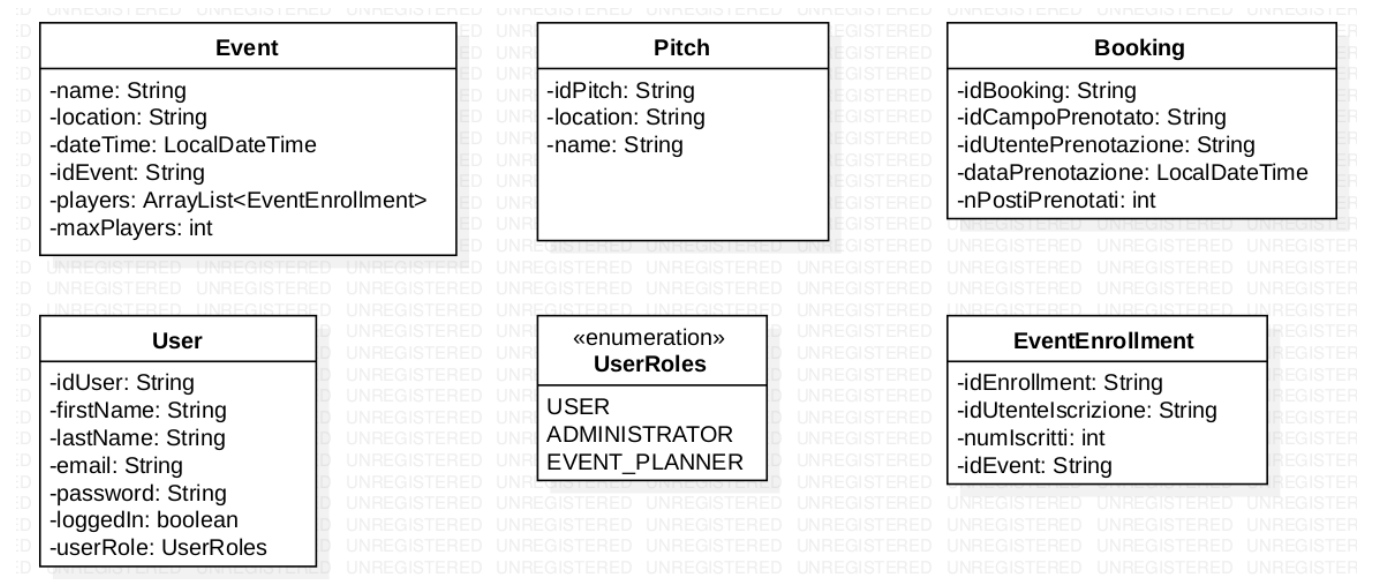 Event
-name: String
-location: String
-dateTime: LocalDateTime
-idEvent: String
-players: ArrayList<EventEnrollment>
-maxPlayers: int
Pitch
-idPitch: String
-location: String
-name: String
Booking
-idBooking: String
-idCampoPrenotato: String
-idUtentePrenotazione: String
-dataPrenotazione: LocalDateTime
-nPostiPrenotati: int
User
-idUser: String
-firstName: String
-lastName: String
-email: String
-password: String
-loggedIn: boolean
-userRole: UserRoles
«enumeration»
UserRoles
USER
ADMINISTRATOR
EVENT_PLANNER
EventEnrollment
-idEnrollment: String
-idUtenteIscrizione: String
-numIscritti: int
-idEvent: String
UNREGISTERED